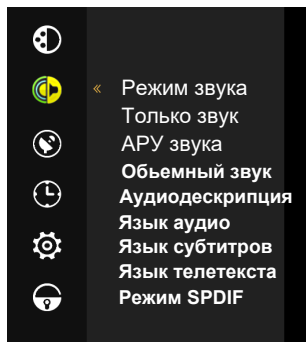 « Режим звука
Только звук
АРУ звука
Обьемный звук
Аудиодескрипция
Язык аудио
Язык субтитров
Язык телетекста
Режим SPDIF